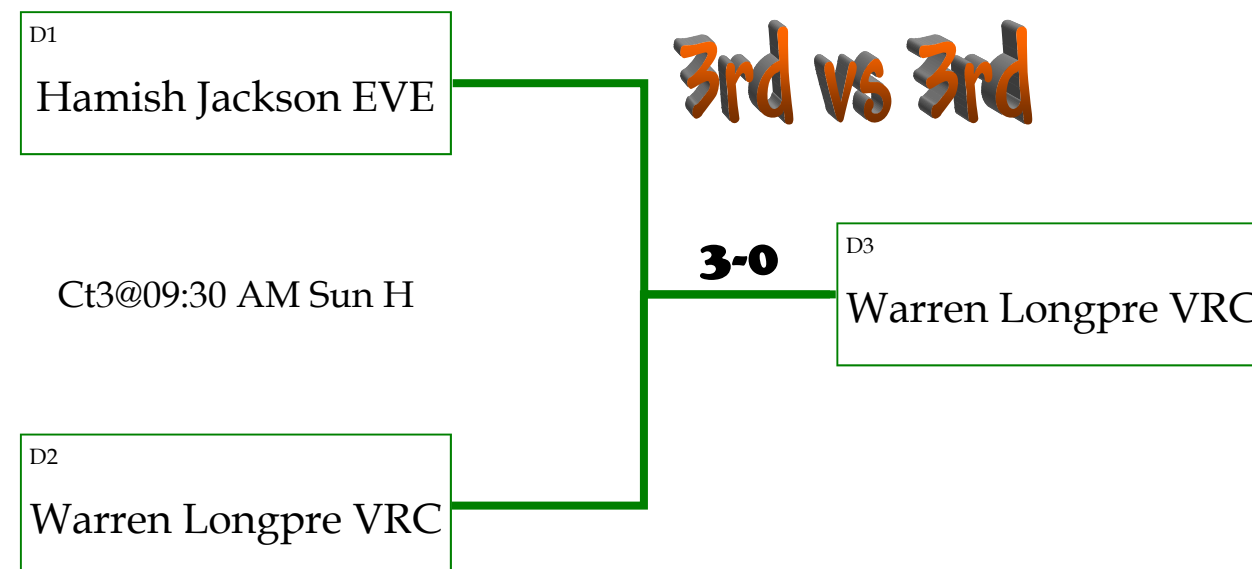 D1
Hamish Jackson EVE
3rd vs 3rd
Ct3@09:30 AM Sun H
3-0
D3
Warren Longpre VRC
D2
Warren Longpre VRC